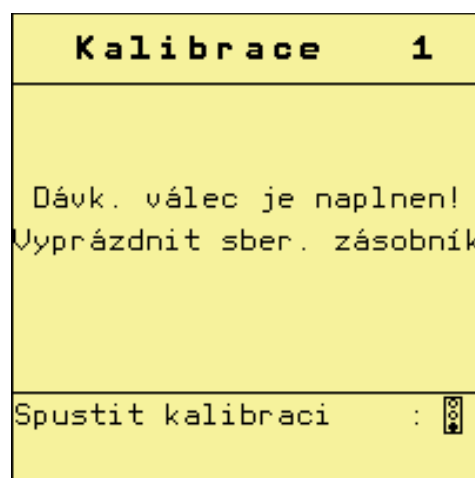 Kalibrace 1
Dávk. válec je naplnen!
Vyprázdnit sber. zásobník
Spustit kalibraci :